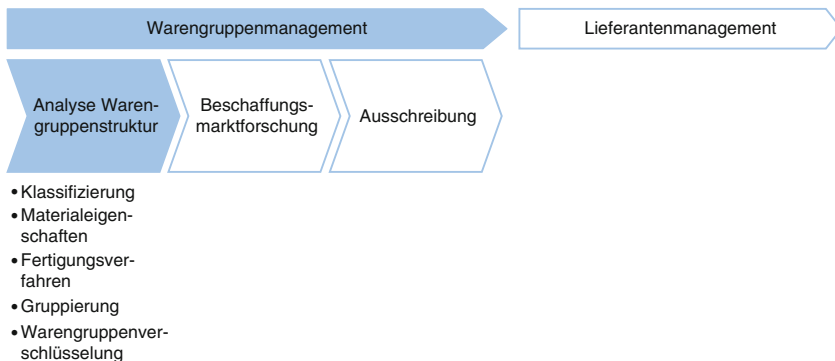 Warengruppenmanagement
Lieferantenmanagement
Analyse Waren-
gruppenstruktur
Beschaffungs-
marktforschung
Ausschreibung
• Klassifizierung
• Materialeigen-
schaften
• Fertigungsver-
fahren
• Gruppierung
• Warengruppenver-
schlüsselung